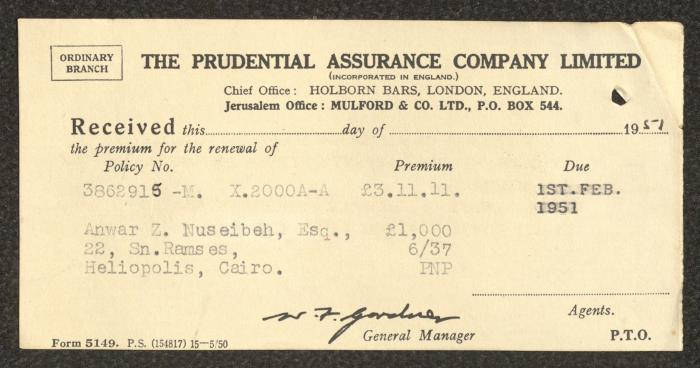 ORDINARY
BRANCH
THE PRUDENTIAL ASSURANCE COMPANY LIMITED
(INCORPORATED IN ENGLAND.)
Chief Office : HOLBORN BARS, LONDON, ENGLAND.
Jerusalem Office : MULFORD & CO. LTD., P.O. BOX 544.
Received this day of 1951
the premium for the renewal of
Policy No. Premium Due
3862915 -M. X.2000A-A £3.11.11. 1ST.FEB.
1951
Anwar Z. Nuseibeh, Esq., £1,000
22, Sn.Ramses, 6/37
Heliopolis, Cairo. PNP
W. F. Gardner
General Manager
Agents.
Form 5149. P.S. (154817) 15—5/50
P.T.O.